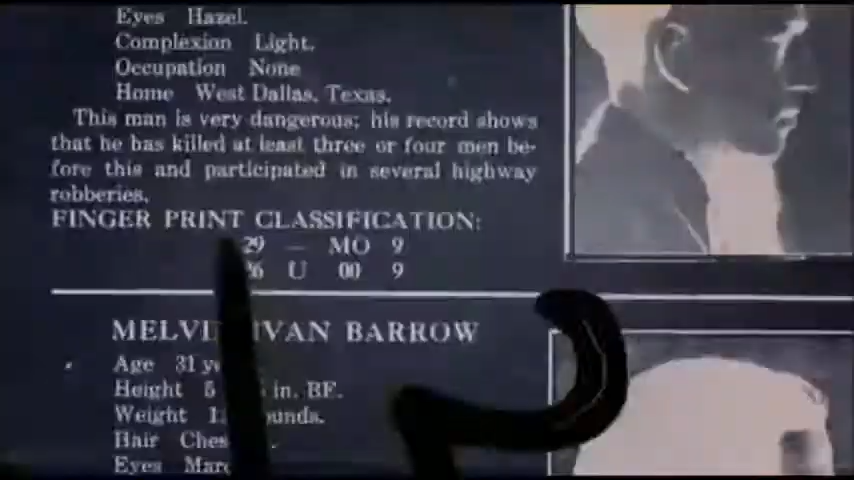 Eyes Hazel.
Complexion Light.
Occupation None
Home West Dallas, Texas.
This man is very dangerous; his record shows
that he has killed at least three or four men be-
fore this and participated in several highway
robberies.
FINGER PRINT CLASSIFICATION:
29 — MO 9
U 00 9
IVAN BARROW
Age 31
Height 5 in. BF.
Weight
Hair
Eyes